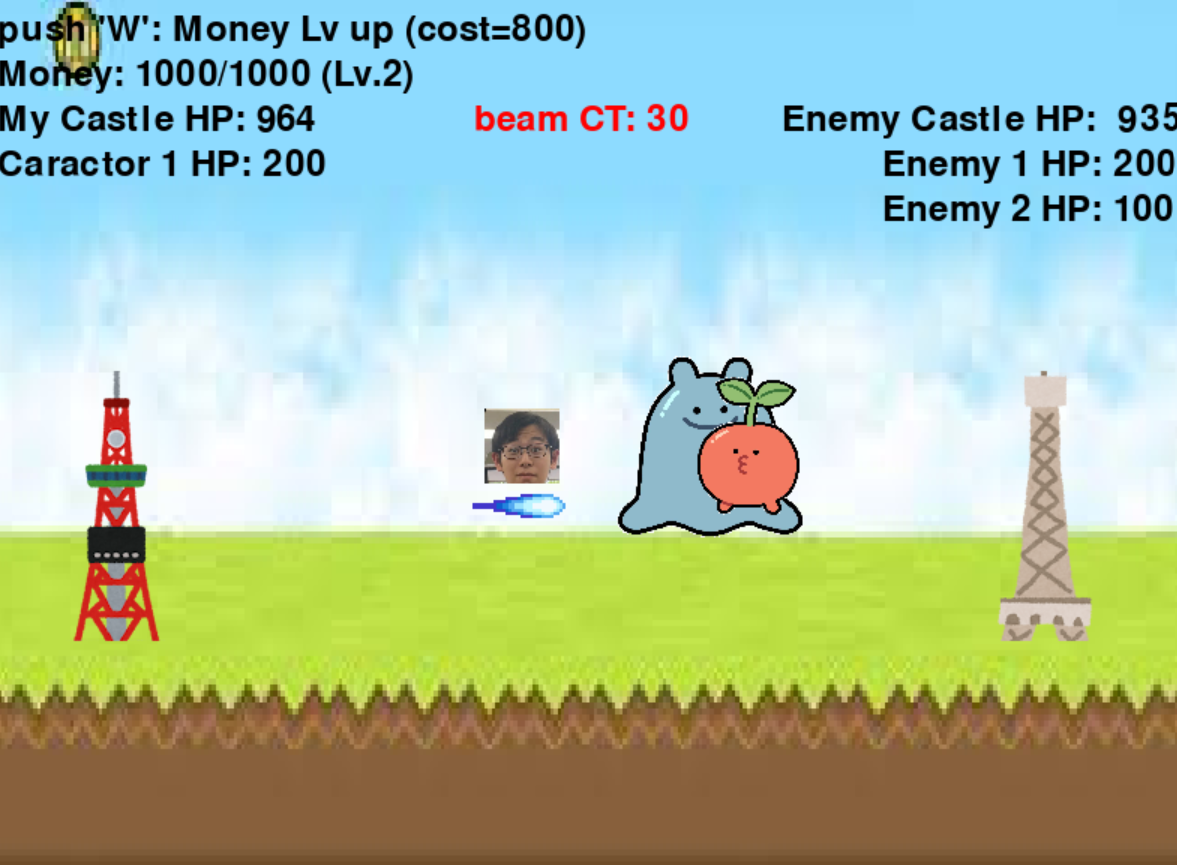 push 'W': Money Lv up (cost=800)
Money: 1000/1000 (Lv.2)
My Castle HP: 964
beam CT: 30
Enemy Castle HP:  935
Caractor 1 HP: 200
Enemy 1 HP: 200
Enemy 2 HP: 100